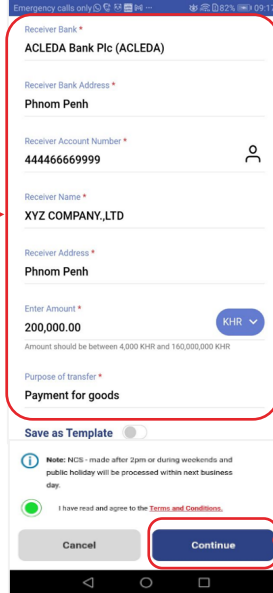 Emergency calls only
82% 09:17
Receiver Bank *
ACLEDA Bank Plc (ACLEDA)
Receiver Bank Address *
Phnom Penh
Receiver Account Number *
444466669999
Receiver Name *
XYZ COMPANY.,LTD
Receiver Address *
Phnom Penh
Enter Amount *
200,000.00
KHR
Amount should be between 4,000 KHR and 160,000,000 KHR
Purpose of transfer *
Payment for goods
Save as Template
Note: NCS - made after 2pm or during weekends and
public holiday will be processed within next business
day.
I have read and agree to the Terms and Conditions.
Cancel
Continue